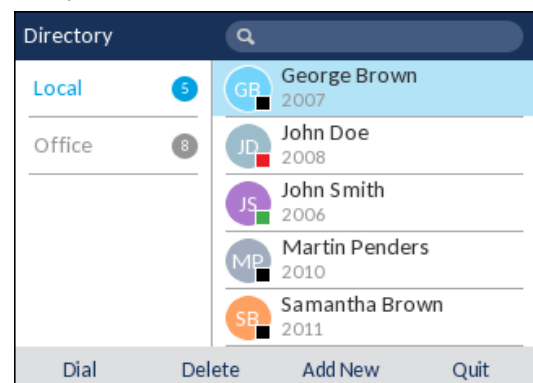 Directory
Local 5
Office 8
GB George Brown
2007
JD John Doe
2008
JS John Smith
2006
MP Martin Penders
2010
SB Samantha Brown
2011
Dial Delete Add New Quit